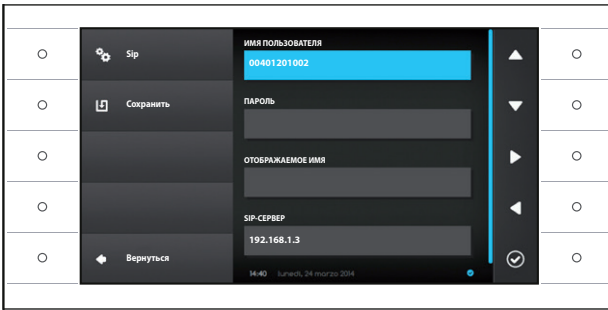 Sip
Сохранить
Вернуться
ИМЯ ПОЛЬЗОВАТЕЛЯ
00401201002
ПАРОЛЬ
ОТОБРАЖАЕМОЕ ИМЯ
SIP-СЕРВЕР
192.168.1.3
14:40 lunedì, 24 marzo 2014